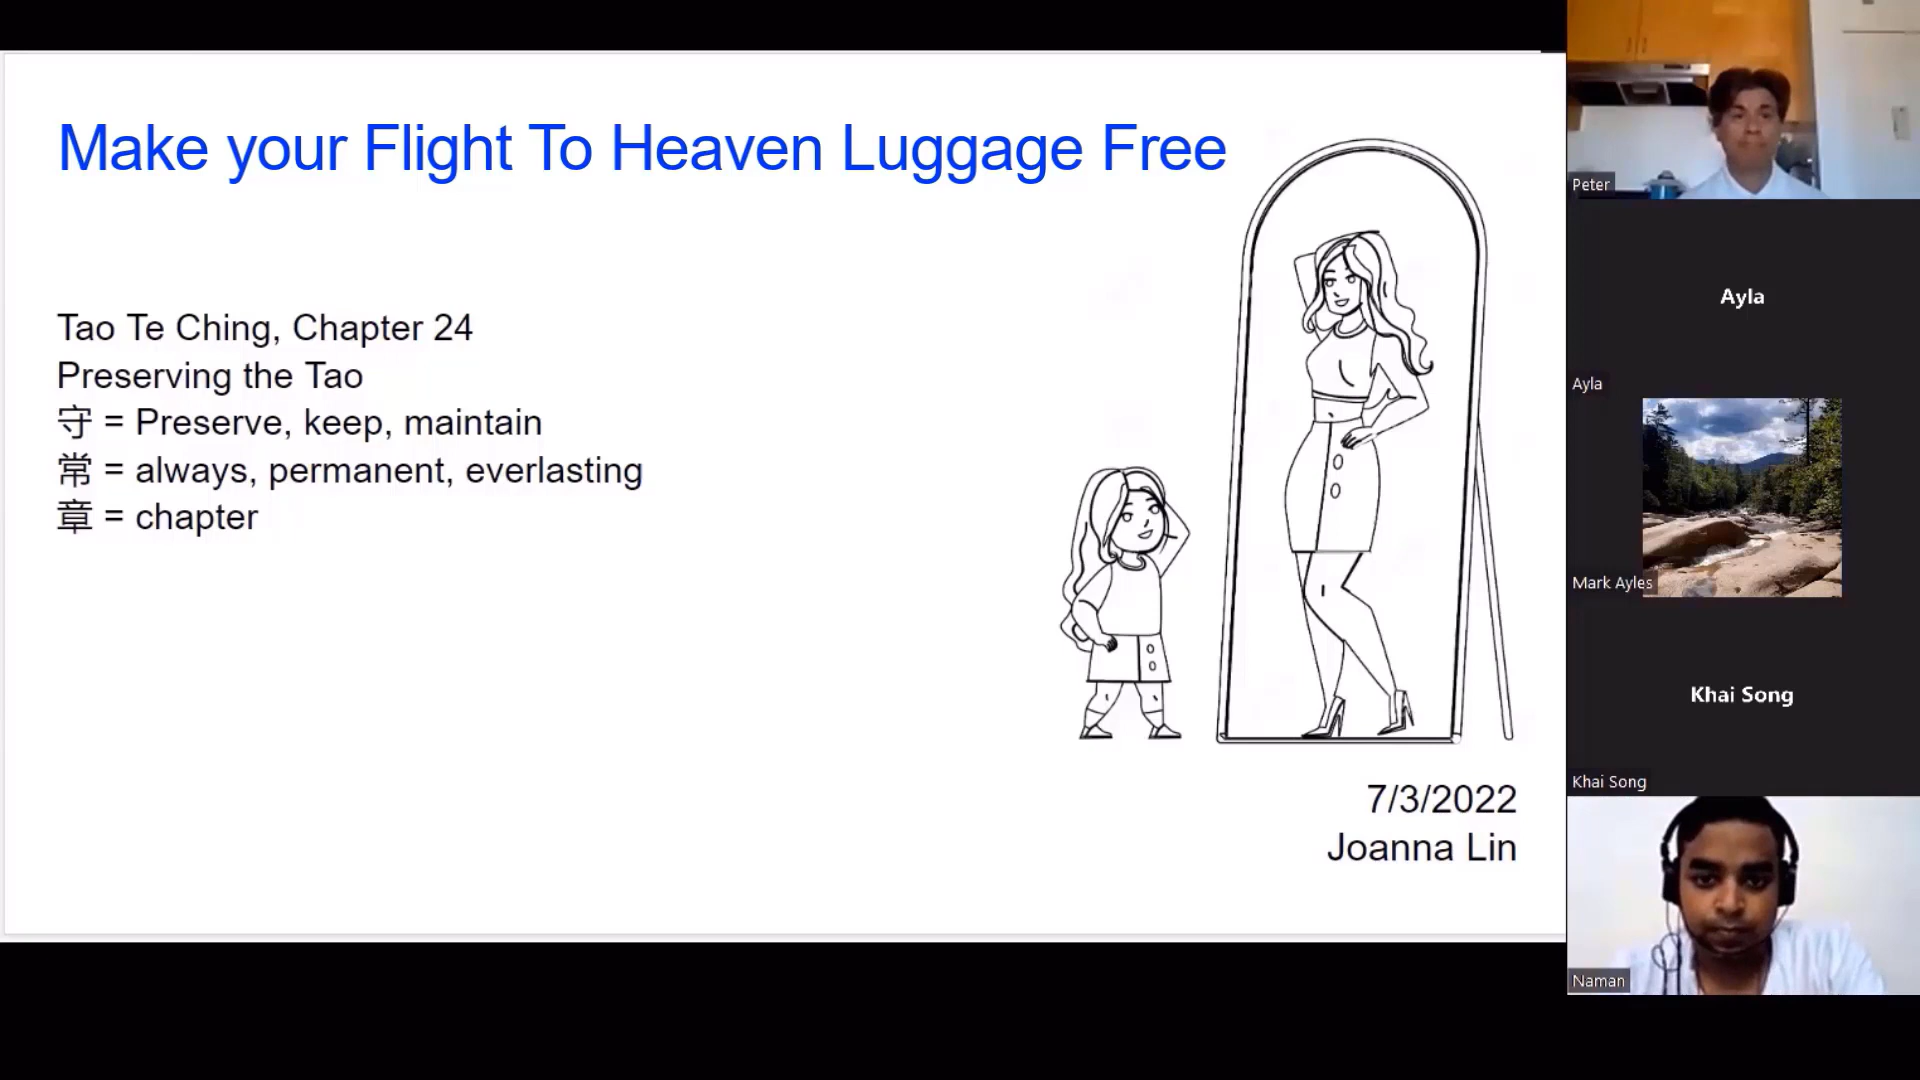 Make your Flight To Heaven Luggage Free
Tao Te Ching, Chapter 24
Preserving the Tao
守 = Preserve, keep, maintain
常 = always, permanent, everlasting
章 = chapter
7/3/2022
Joanna Lin
Peter
Ayla
Ayla
Mark Ayles
Khai Song
Khai Song
Naman